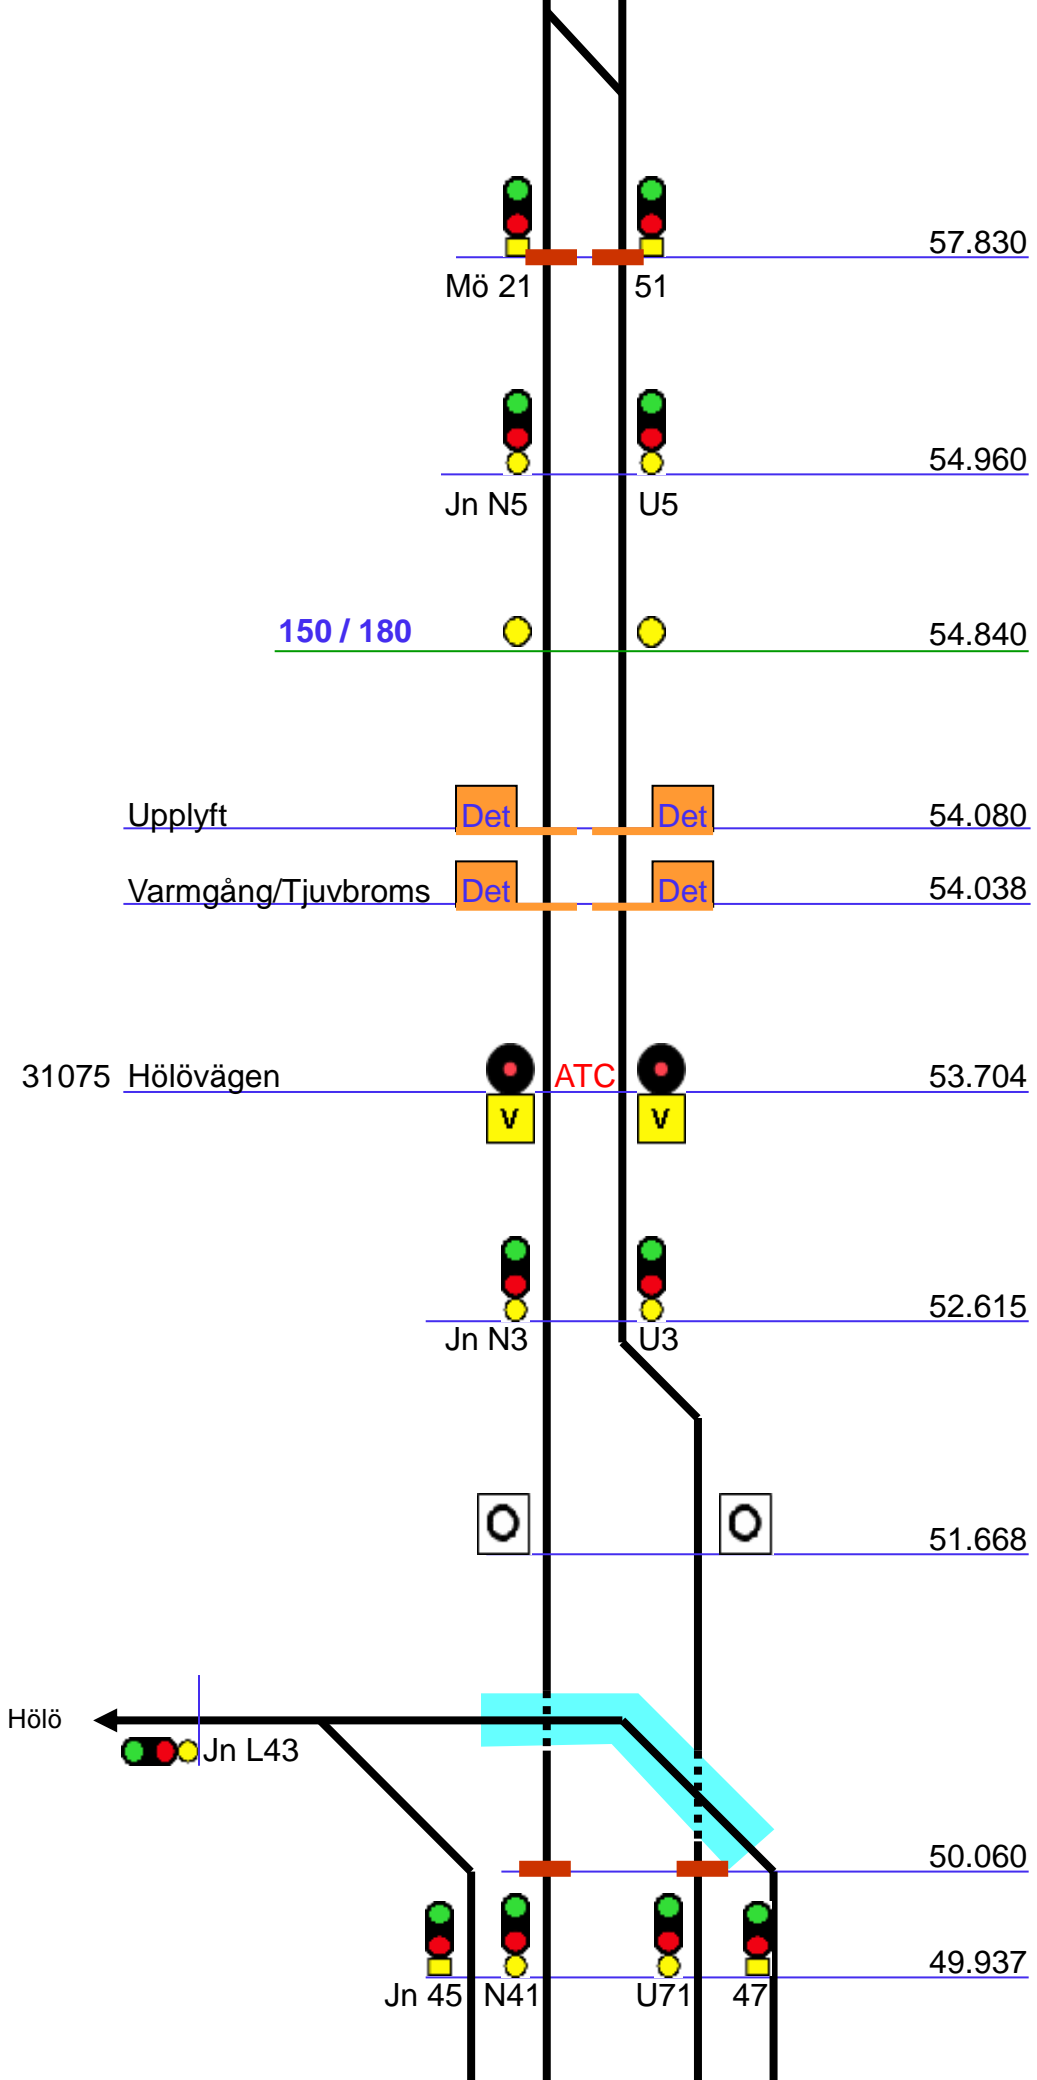 57.830
Mö 21 51
54.960
Jn N5 U5
150 / 180 54.840
Upplyft Det Det 54.080
Varmgång/Tjuvbroms Det Det 54.038
31075 Hölövägen ATC 53.704
V V
52.615
Jn N3 U3
O O 51.668
Hölö
Jn L43
50.060
49.937
Jn 45 N41 U71 47